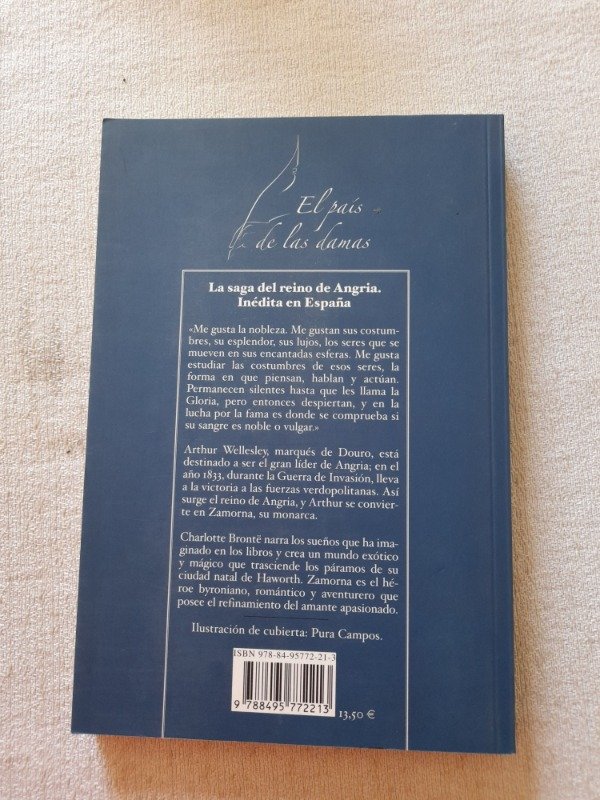 El país
de las damas
La saga del reino de Angria.
Inédita en España
«Me gusta la nobleza. Me gustan sus costum-
bres, su esplendor, sus lujos, los seres que se
mueven en sus encantadas esferas. Me gusta
estudiar las costumbres de esos seres, la
forma en que piensan, hablan y actúan.
Permanecen silentes hasta que les llama la
Gloria, pero entonces despiertan, y en la
lucha por la fama es donde se comprueba si
su sangre es noble o vulgar.»
Arthur Wellesley, marqués de Douro, está
destinado a ser el gran líder de Angria; en el
año 1833, durante la Guerra de Invasión, lleva
a la victoria a las fuerzas verdopolitanas. Así
surge el reino de Angria, y Arthur se convier-
te en Zamorna, su monarca.
Charlotte Brontë narra los sueños que ha ima-
ginado en los libros y crea un mundo exótico
y mágico que trasciende los páramos de su
ciudad natal de Haworth. Zamorna es el hé-
roe byroniano, romántico y aventurero que
posee el refinamiento del amante apasionado.
Ilustración de cubierta: Pura Campos.
ISBN 978-84-95772-21-3
9 788495 772213
13,50 €